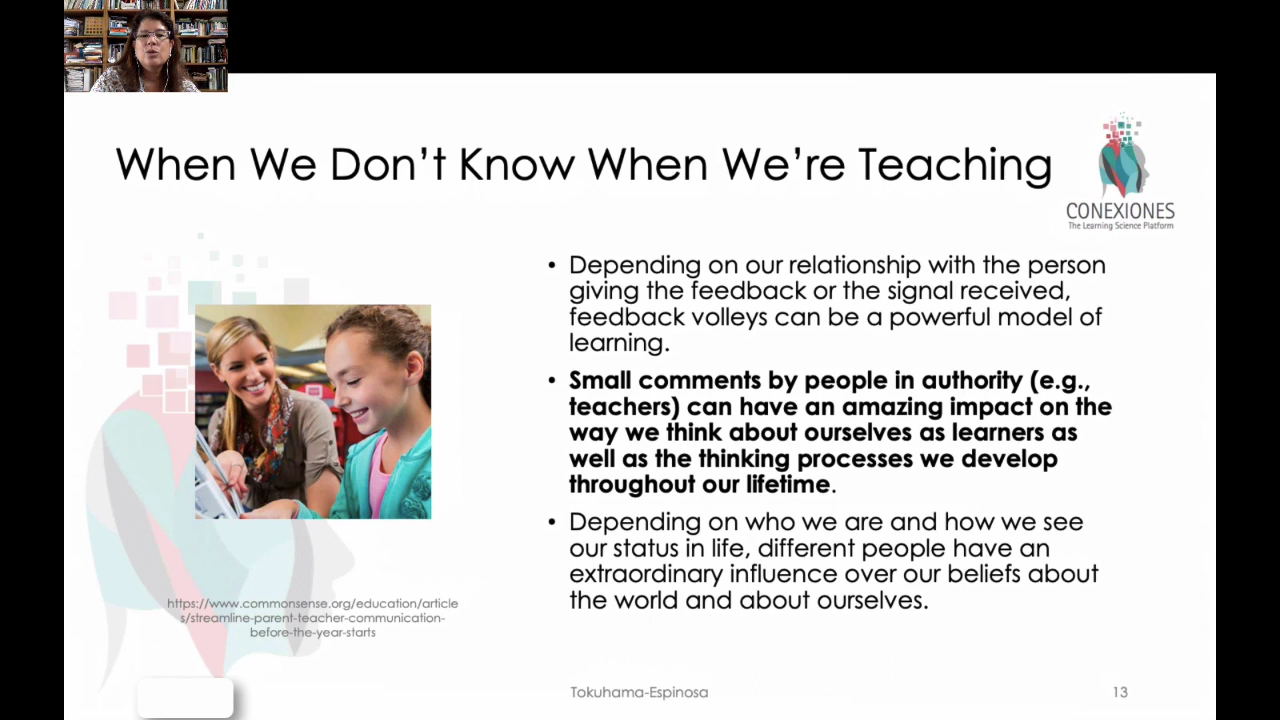 When We Don't Know When We're Teaching
CONEXIONES
The Learning Science Platform
• Depending on our relationship with the person
giving the feedback or the signal received,
feedback volleys can be a powerful model of
learning.
• Small comments by people in authority (e.g.,
teachers) can have an amazing impact on the
way we think about ourselves as learners as
well as the thinking processes we develop
throughout our lifetime.
• Depending on who we are and how we see
our status in life, different people have an
extraordinary influence over our beliefs about
the world and about ourselves.
https://www.commonsense.org/education/article
s/streamline-parent-teacher-communication-
before-the-year-starts
Tokuhama-Espinosa
13